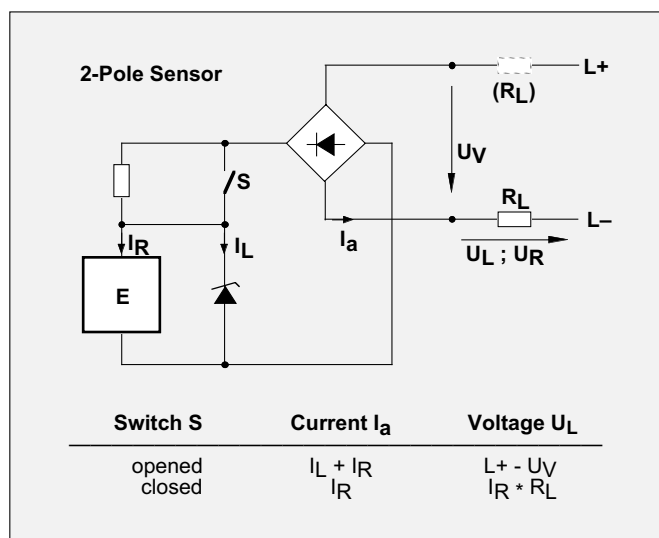 2-Pole Sensor
L+
(RL)
UV
S
RL
L–
IR
IL
Ia
UL ; UR
E
Switch S Current Ia Voltage UL
opened IL + IR L+ - UV
closed IR IR * RL